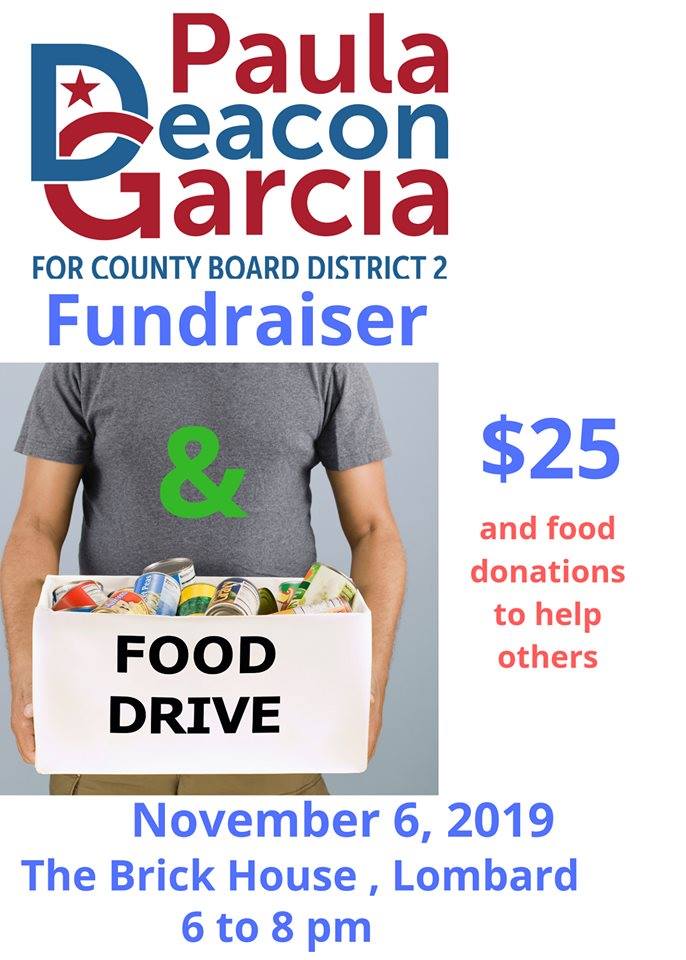 Paula
Deacon
Garcia
FOR COUNTY BOARD DISTRICT 2
Fundraiser
&
$25
and food
donations
to help
others
FOOD
DRIVE
November 6, 2019
The Brick House , Lombard
6 to 8 pm